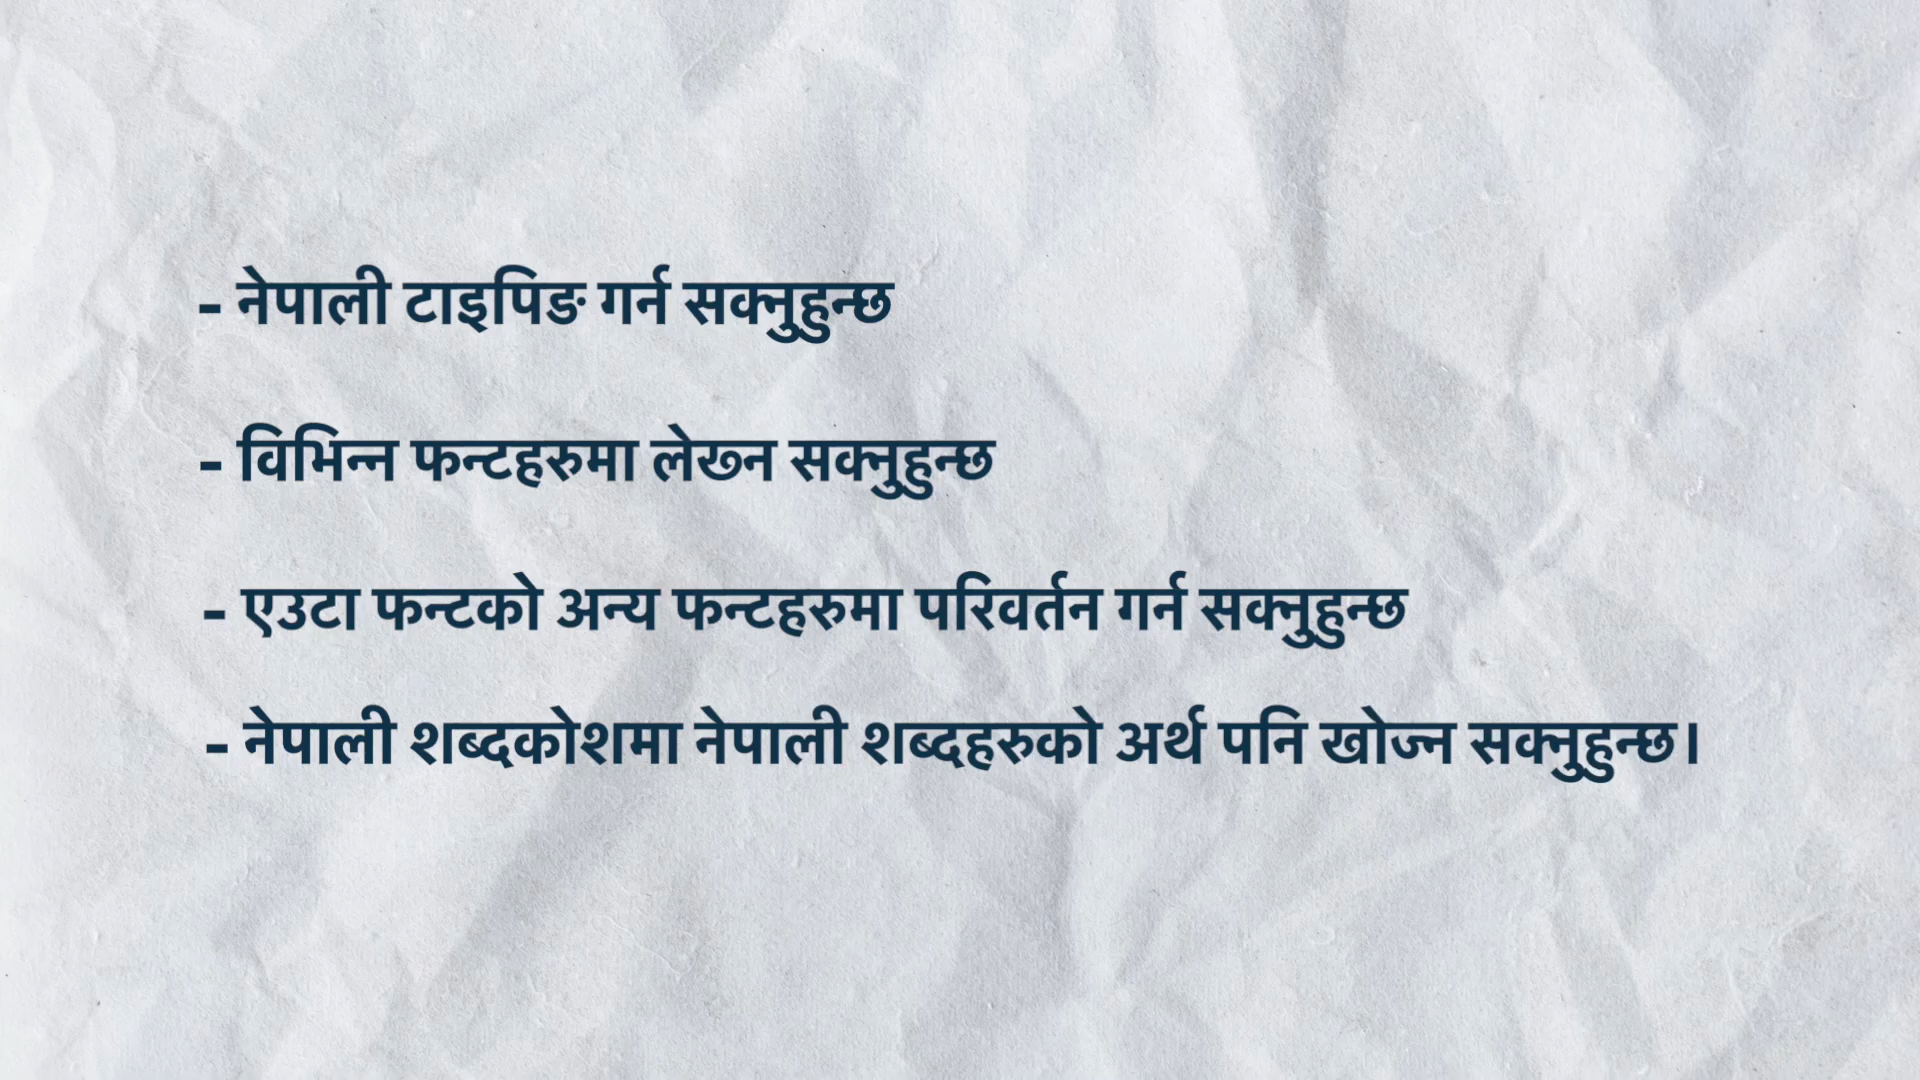 - नेपाली टाइपिङ गर्न सक्नुहुन्छ
- विभिन्न फन्टहरुमा लेख्न सक्नुहुन्छ
- एउटा फन्टको अन्य फन्टहरुमा परिवर्तन गर्न सक्नुहुन्छ
- नेपाली शब्दकोशमा नेपाली शब्दहरुको अर्थ पनि खोज्न सक्नुहुन्छ।